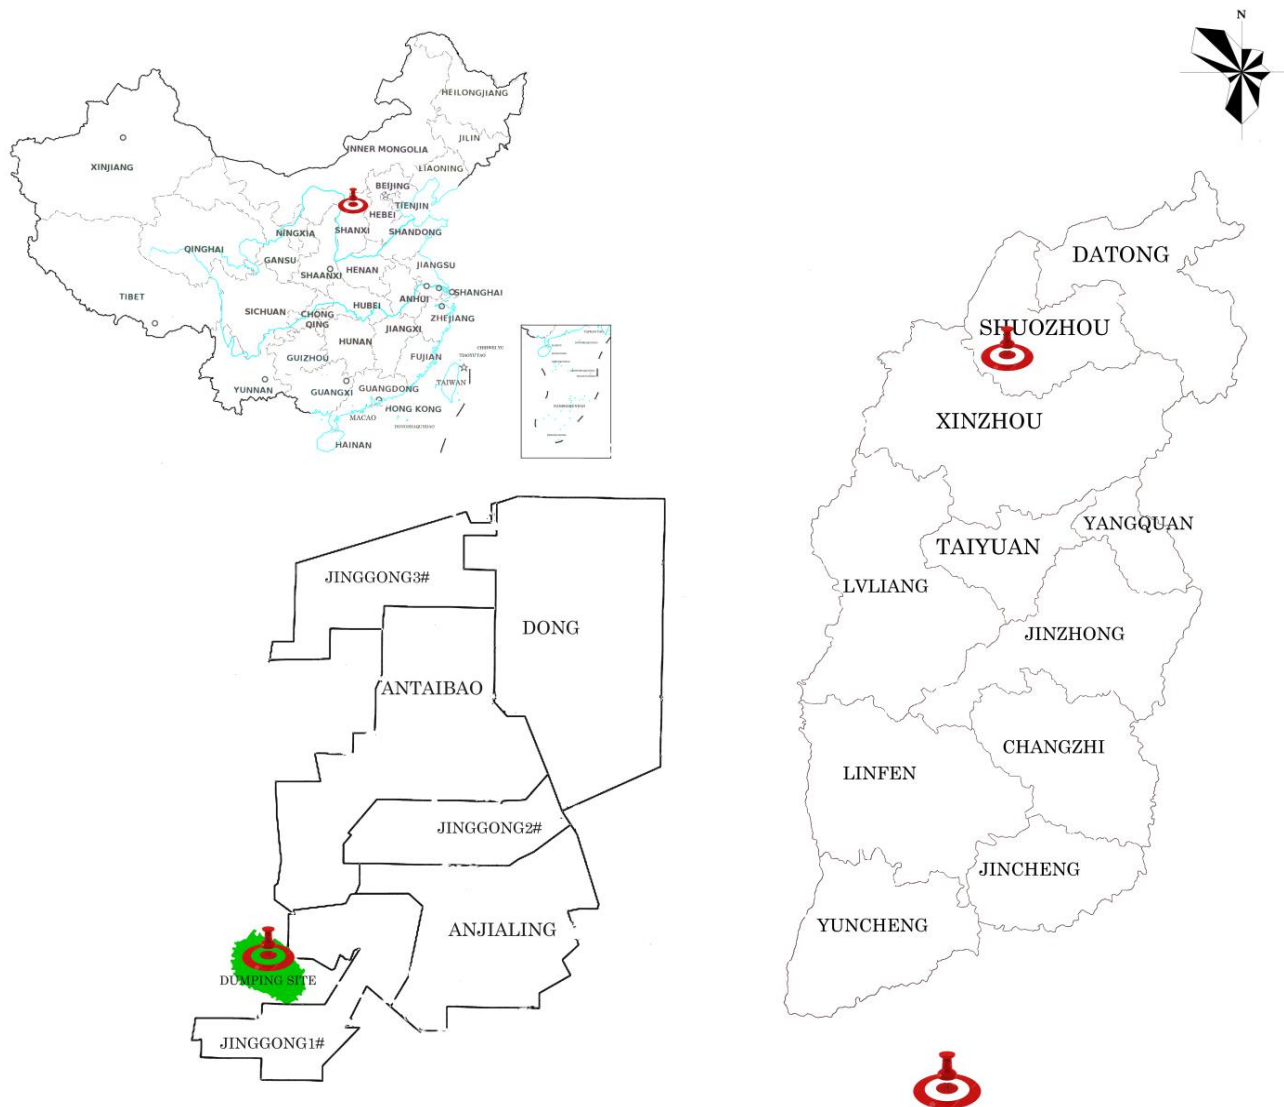 N
HEILONGJIANG
JILIN
INNER MONGOLIA
LIAONING
XINJIANG
BEIJING
TIENJIN
HEBEI
NINGXIA
SHANXI
SHANDONG
QINGHAI
GANSU
SHAANXI
HENAN
JIANGSU
TIBET
ANHUI
SHANGHAI
SICHUAN
CHONG
QING
HUBEI
ZHEJIANG
JIANGXI
HUNAN
GUIZHOU
FUJIAN
YUNNAN
GUANGXI
GUANGDONG
TAIWAN
HONG KONG
MACAO
HAINAN
DATONG
SHUOZHOU
XINZHOU
YANGQUAN
TAIYUAN
LVLIANG
JINZHONG
CHANGZHI
LINFEN
JINCHENG
YUNCHENG
JINGGONG3#
DONG
ANTAIBAO
JINGGONG2#
ANJIALING
DUMPING SITE
JINGGONG1#